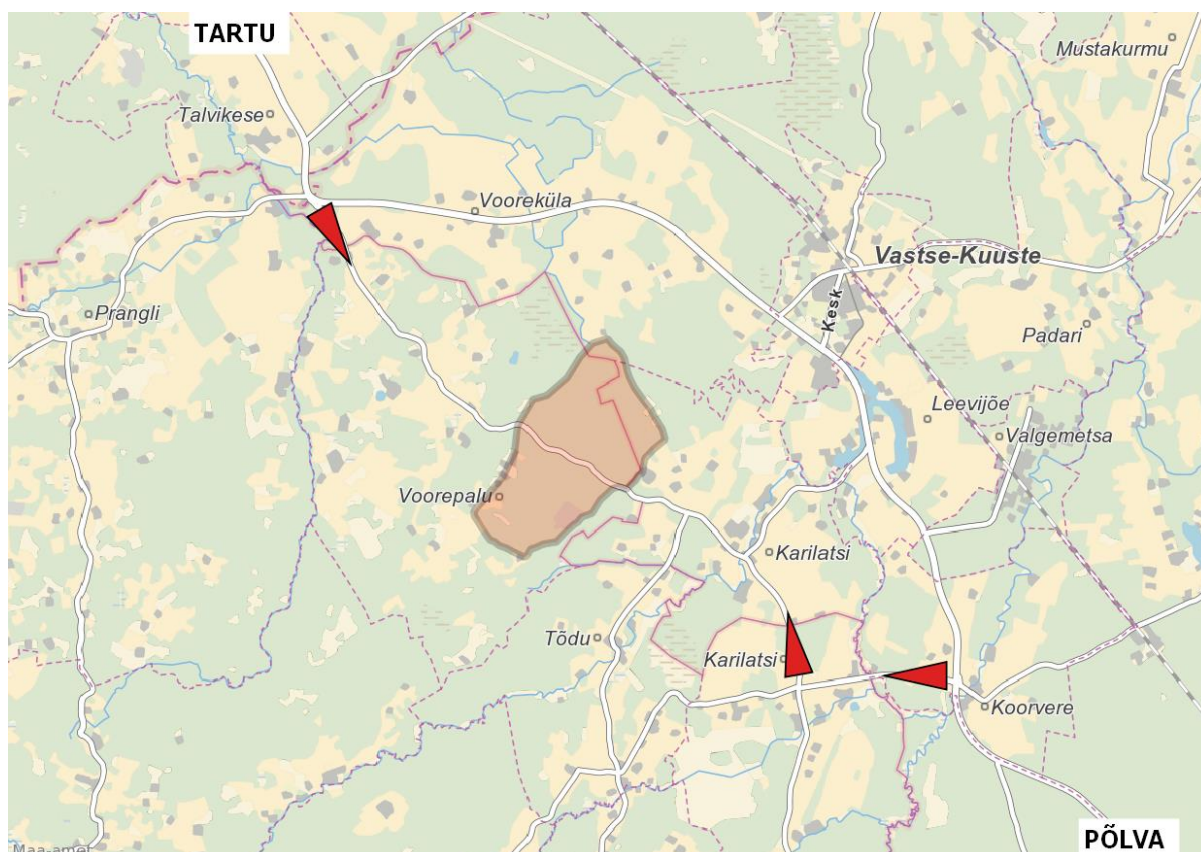 TARTU
Mustakurmu
Talvikese
Vooreküla
Vastse-Kuuste
Kesk
Prangli
Padari
Leevijõe
Valgemetsa
Voorepalu
Karilatsi
Tõdu
Karilatsi
Koorvere
PÕLVA
Maa-amet